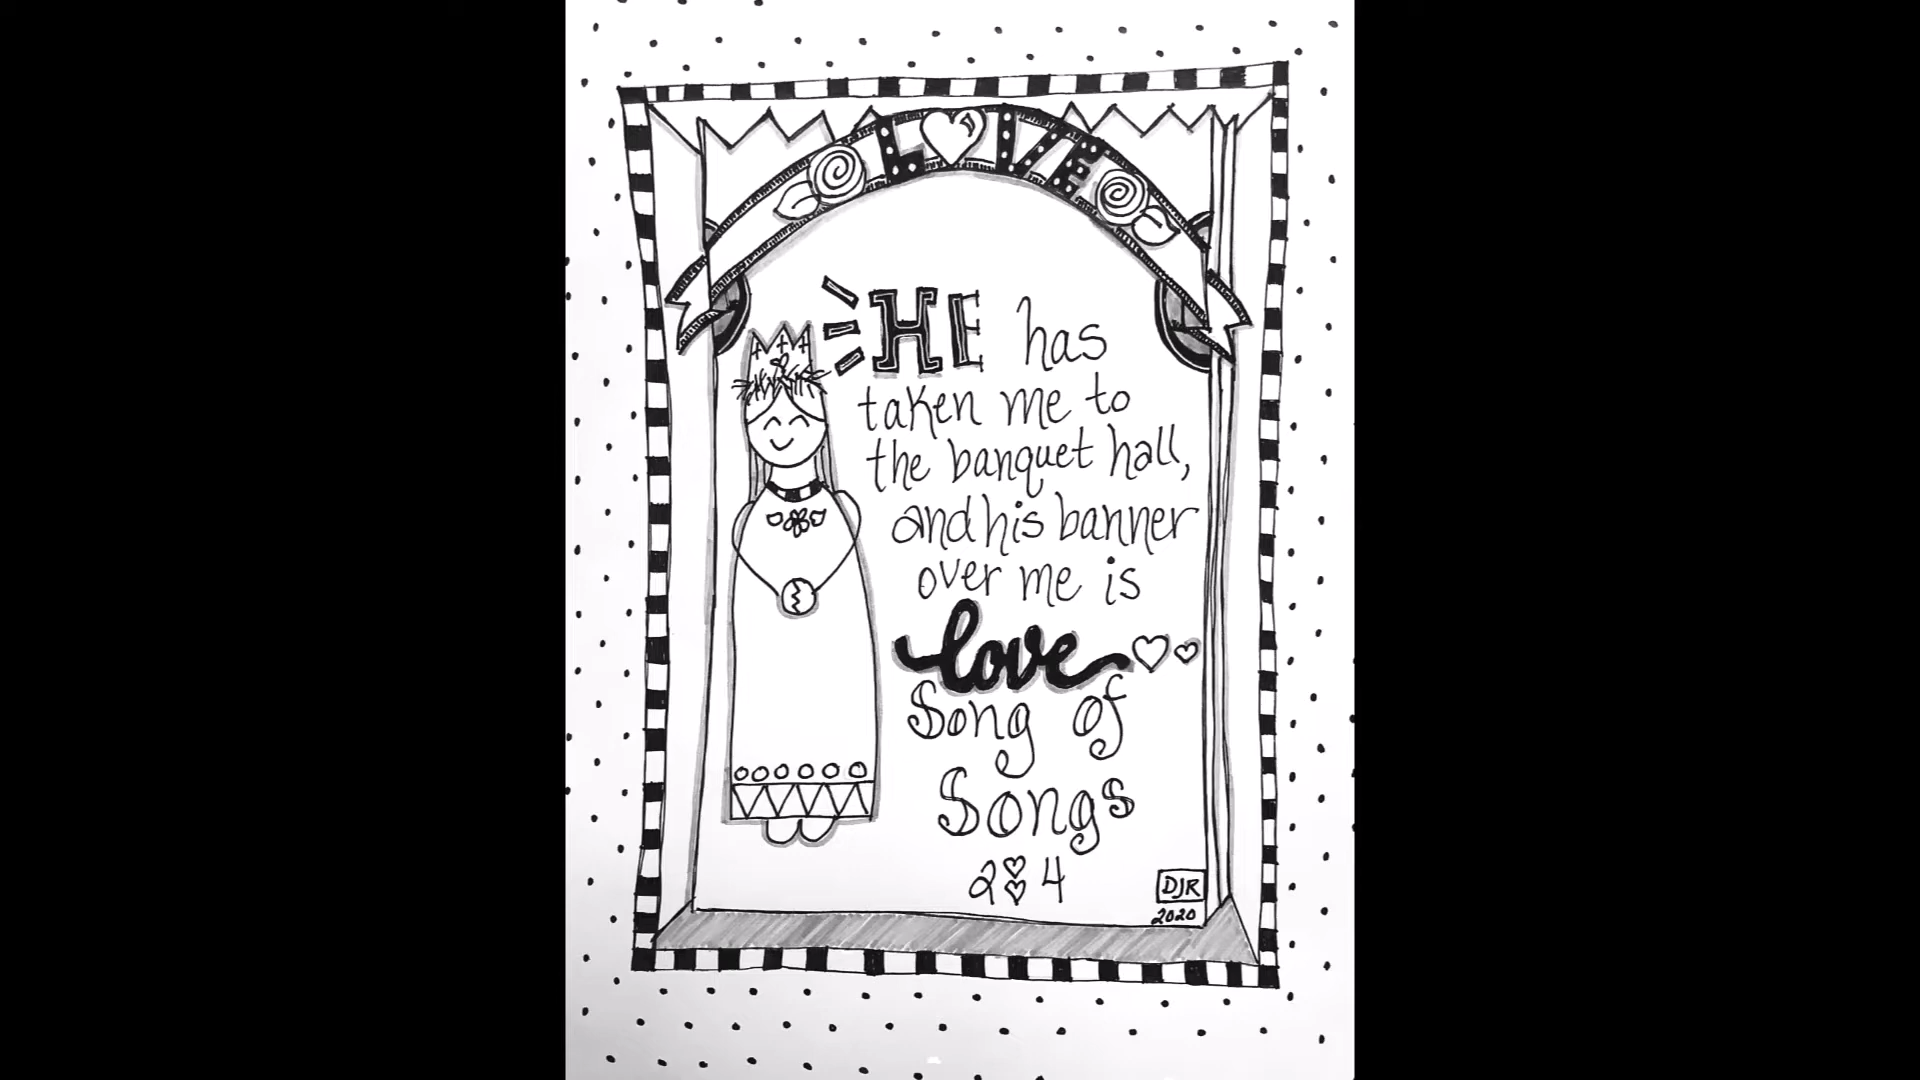 LOVE
HE has
taken me to
the banquet hall,
and his banner
over me is
love
Song of
Songs
2:4
DJR
2020